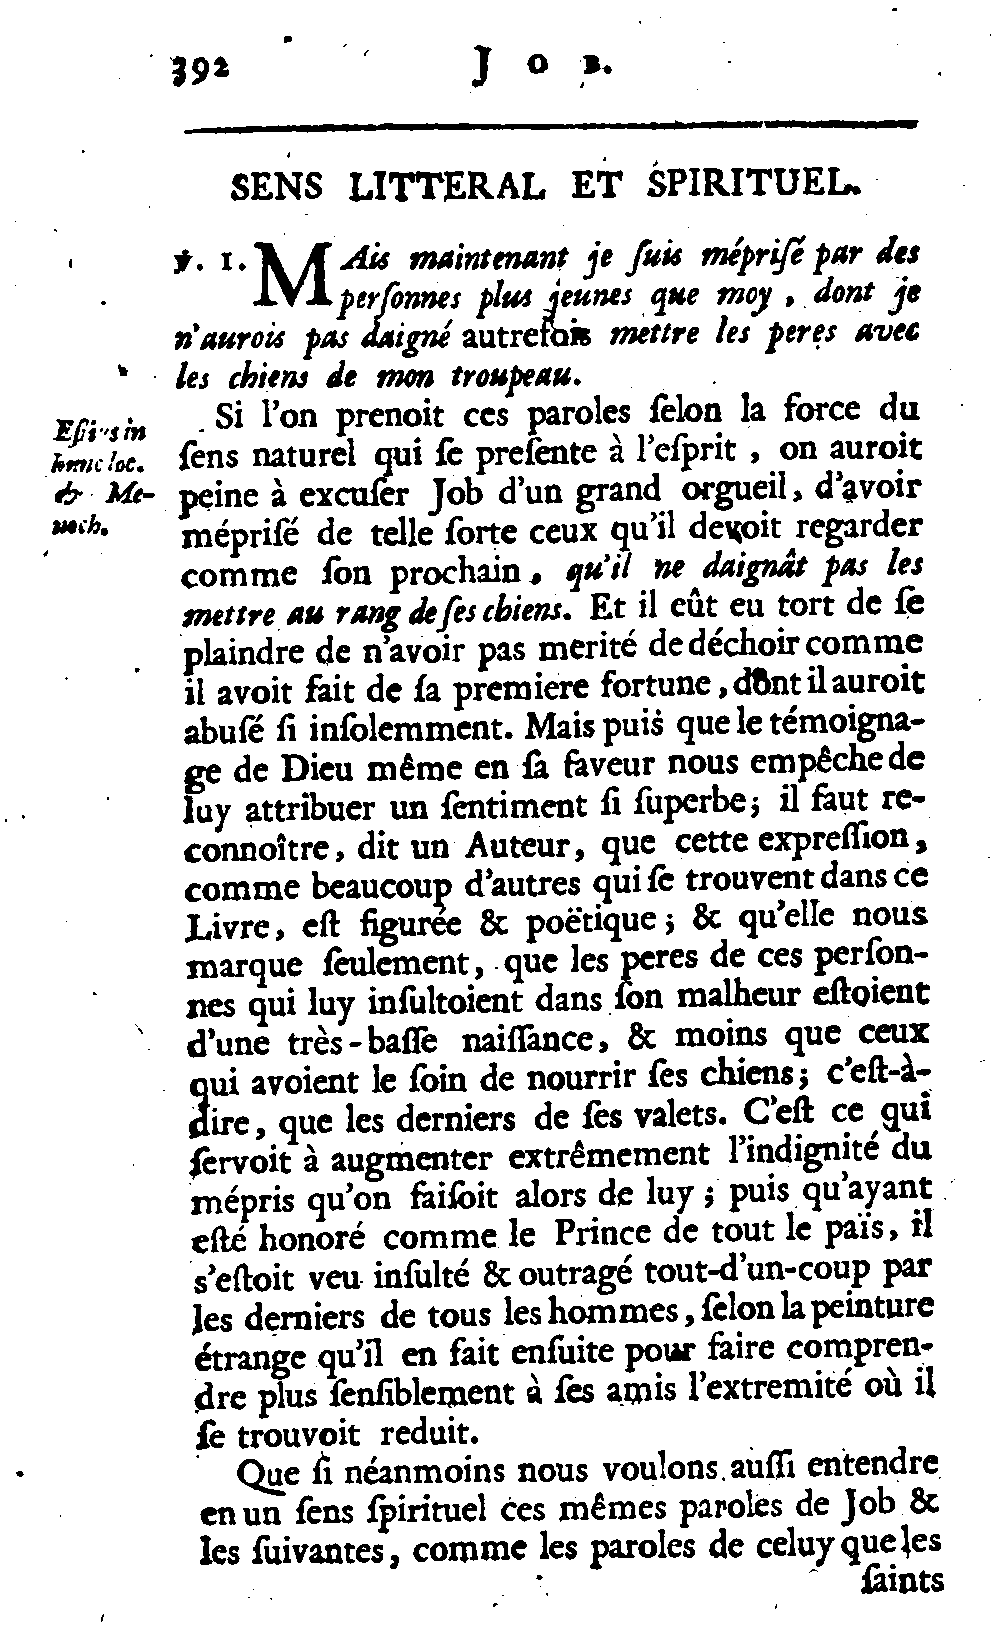 392 JOB.
SENS LITTERAL ET SPIRITUEL.
℣. 1. MAis maintenant je ſuis mépriſé par des
perſonnes plus jeunes que moy, dont je
n'aurois pas daigné autrefois mettre les peres avec
les chiens de mon troupeau.
Si l'on prenoit ces paroles ſelon la force du
ſens naturel qui ſe preſente à l'eſprit, on auroit
peine à excuſer Job d'un grand orgueil, d'avoir
mépriſé de telle ſorte ceux qu'il devoit regarder
comme ſon prochain, qu'il ne daignât pas les
mettre au rang de ſes chiens. Et il eût eu tort de ſe
plaindre de n'avoir pas merité de déchoir comme
il avoit fait de ſa premiere fortune, dont il auroit
abuſé ſi inſolemment. Mais puis que le témoigna-
ge de Dieu même en ſa faveur nous empêche de
luy attribuer un ſentiment ſi ſuperbe; il faut re-
connoître, dit un Auteur, que cette expreſſion,
comme beaucoup d'autres qui ſe trouvent dans ce
Livre, eſt figurée & poëtique; & qu'elle nous
marque ſeulement, que les peres de ces perſon-
nes qui luy inſultoient dans ſon malheur eſtoient
d'une très-baſſe naiſſance, & moins que ceux
qui avoient le ſoin de nourrir ſes chiens; c'eſt-à-
dire, que les derniers de ſes valets. C'eſt ce qui
ſervoit à augmenter extrêmement l'indignité du
mépris qu'on faiſoit alors de luy; puis qu'ayant
eſté honoré comme le Prince de tout le païs, il
s'eſtoit veu inſulté & outragé tout-d'un-coup par
les derniers de tous les hommes, ſelon la peinture
étrange qu'il en fait enſuite pour faire compren-
dre plus ſenſiblement à ſes amis l'extremité où il
ſe trouvoit reduit.
Que ſi néanmoins nous voulons auſſi entendre
en un ſens ſpirituel ces mêmes paroles de Job &
les ſuivantes, comme les paroles de celuy que les
ſaints
in
loc.
& Me-
noch.